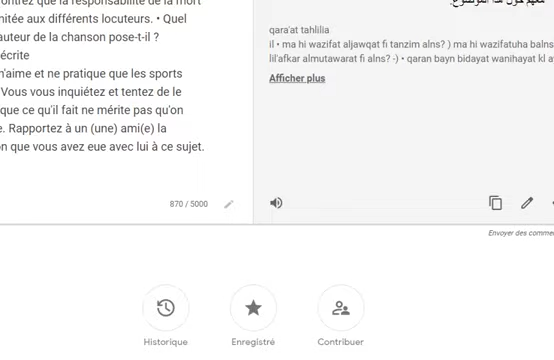 ontrez que la responsabilité de la mort
mitée aux différents locuteurs. • Quel
auteur de la chanson pose-t-il ?
écrite
n'aime et ne pratique que les sports
Vous vous inquiétez et tentez de le
que ce qu'il fait ne mérite pas qu'on
e. Rapportez à un (une) ami(e) la
on que vous avez eue avec lui à ce sujet.
870 / 5000
معهم حول هذا الموضوع.
qara'at tahlilia
il • ma hi wazifat aljawqat fi tanzim alns? ) ma hi wazifatuha balns
lil'afkar almutawarat fi alns? -) • qaran bayn bidayat wanihayat kl
Afficher plus
Envoyer des comme
Historique
Enregistré
Contribuer